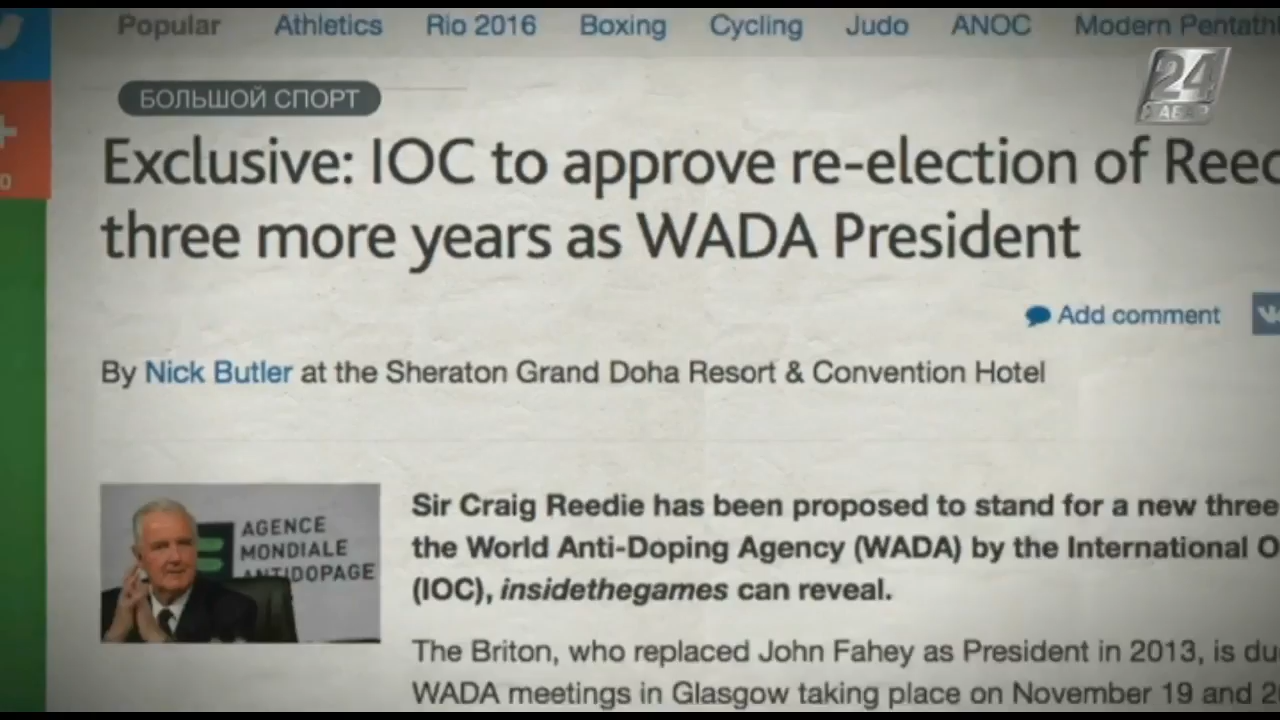 Popular Athletics Rio 2016 Boxing Cycling Judo ANOC Modern
24
БОЛЬШОЙ СПОРТ
Exclusive: IOC to approve re-election of
three more years as WADA President
Add comment
By Nick Butler at the Sheraton Grand Doha Resort & Convention Hotel
AGENCE
MONDIALE
ANTIDOPAGE
Sir Craig Reedie has been proposed to stand for a new three
the World Anti-Doping Agency (WADA) by the International
(IOC), insidethegames can reveal.
The Briton, who replaced John Fahey as President in 2013, is
WADA meetings in Glasgow taking place on November 19 and